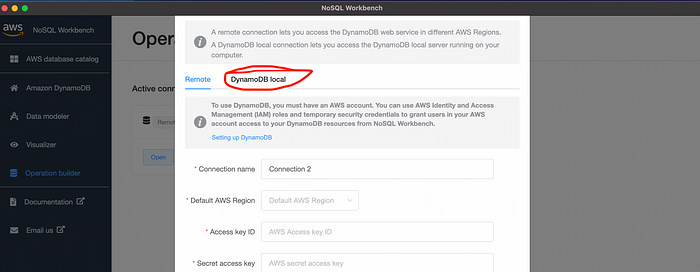 NoSQL Workbench
aws
NoSQL Workbench
AWS database catalog
Amazon DynamoDB
Data modeler
Visualizer
Operation builder
Documentation
Email us
Opera
Active conn
Remote
Open
A remote connection lets you access the DynamoDB web service in different AWS Regions.
A DynamoDB local connection lets you access the DynamoDB local server running on your
computer.
Remote
DynamoDB local
To use DynamoDB, you must have an AWS account. You can use AWS Identity and Access
Management (IAM) roles and temporary security credentials to grant users in your AWS
account access to your DynamoDB resources from NoSQL Workbench.
Setting up DynamoDB
* Connection name
Connection 2
* Default AWS Region
Default AWS Region
* Access key ID
AWS Access key ID
* Secret access key
AWS secret access key